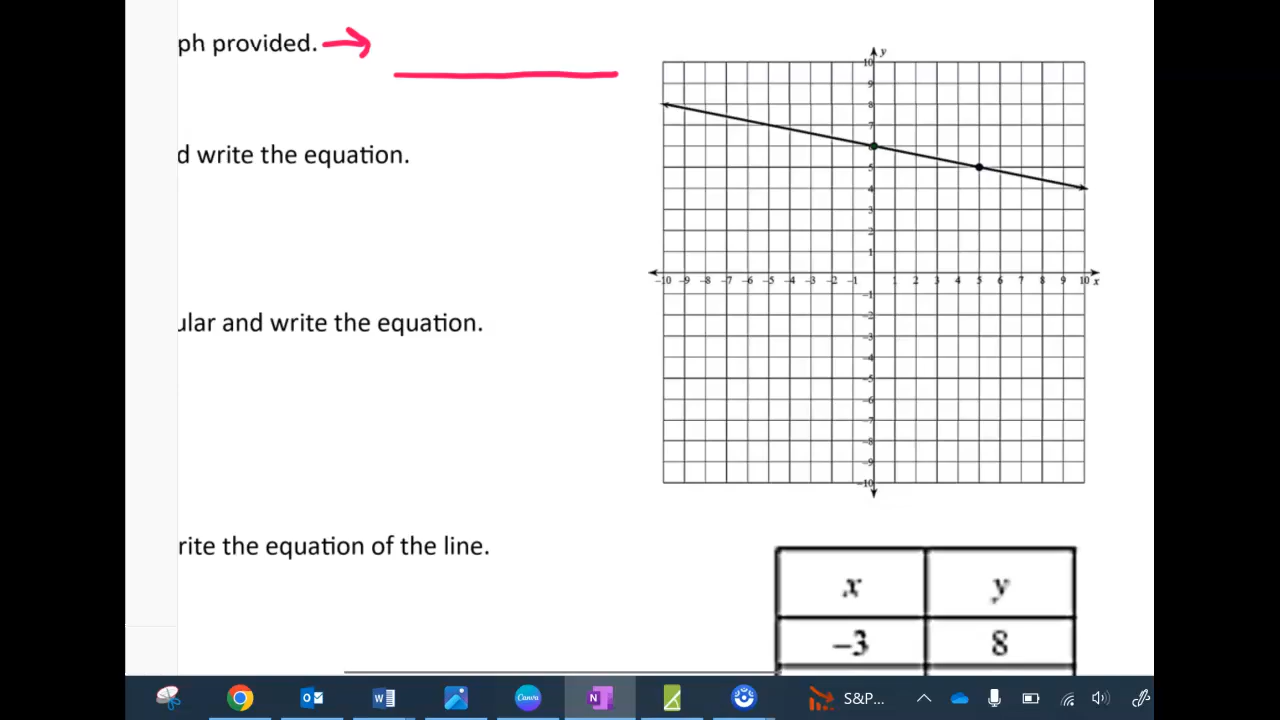 ph provided.
d write the equation.
ular and write the equation.
rite the equation of the line.
y
10
9
8
7
6
5
4
3
2
1
-10 -9 -8 -7 -6 -5 -4 -3 -2 -1 1 2 3 4 5 6 7 8 9 10 x
-1
-2
-3
-4
-5
-6
-7
-8
-9
-10
x y
-3 8
Canva
S&P...